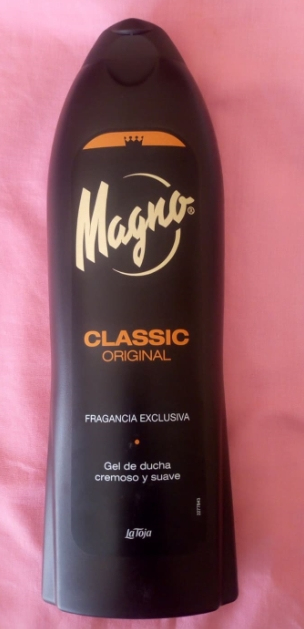 Magno®
CLASSIC
ORIGINAL
FRAGANCIA EXCLUSIVA
Gel de ducha
cremoso y suave
La Toja